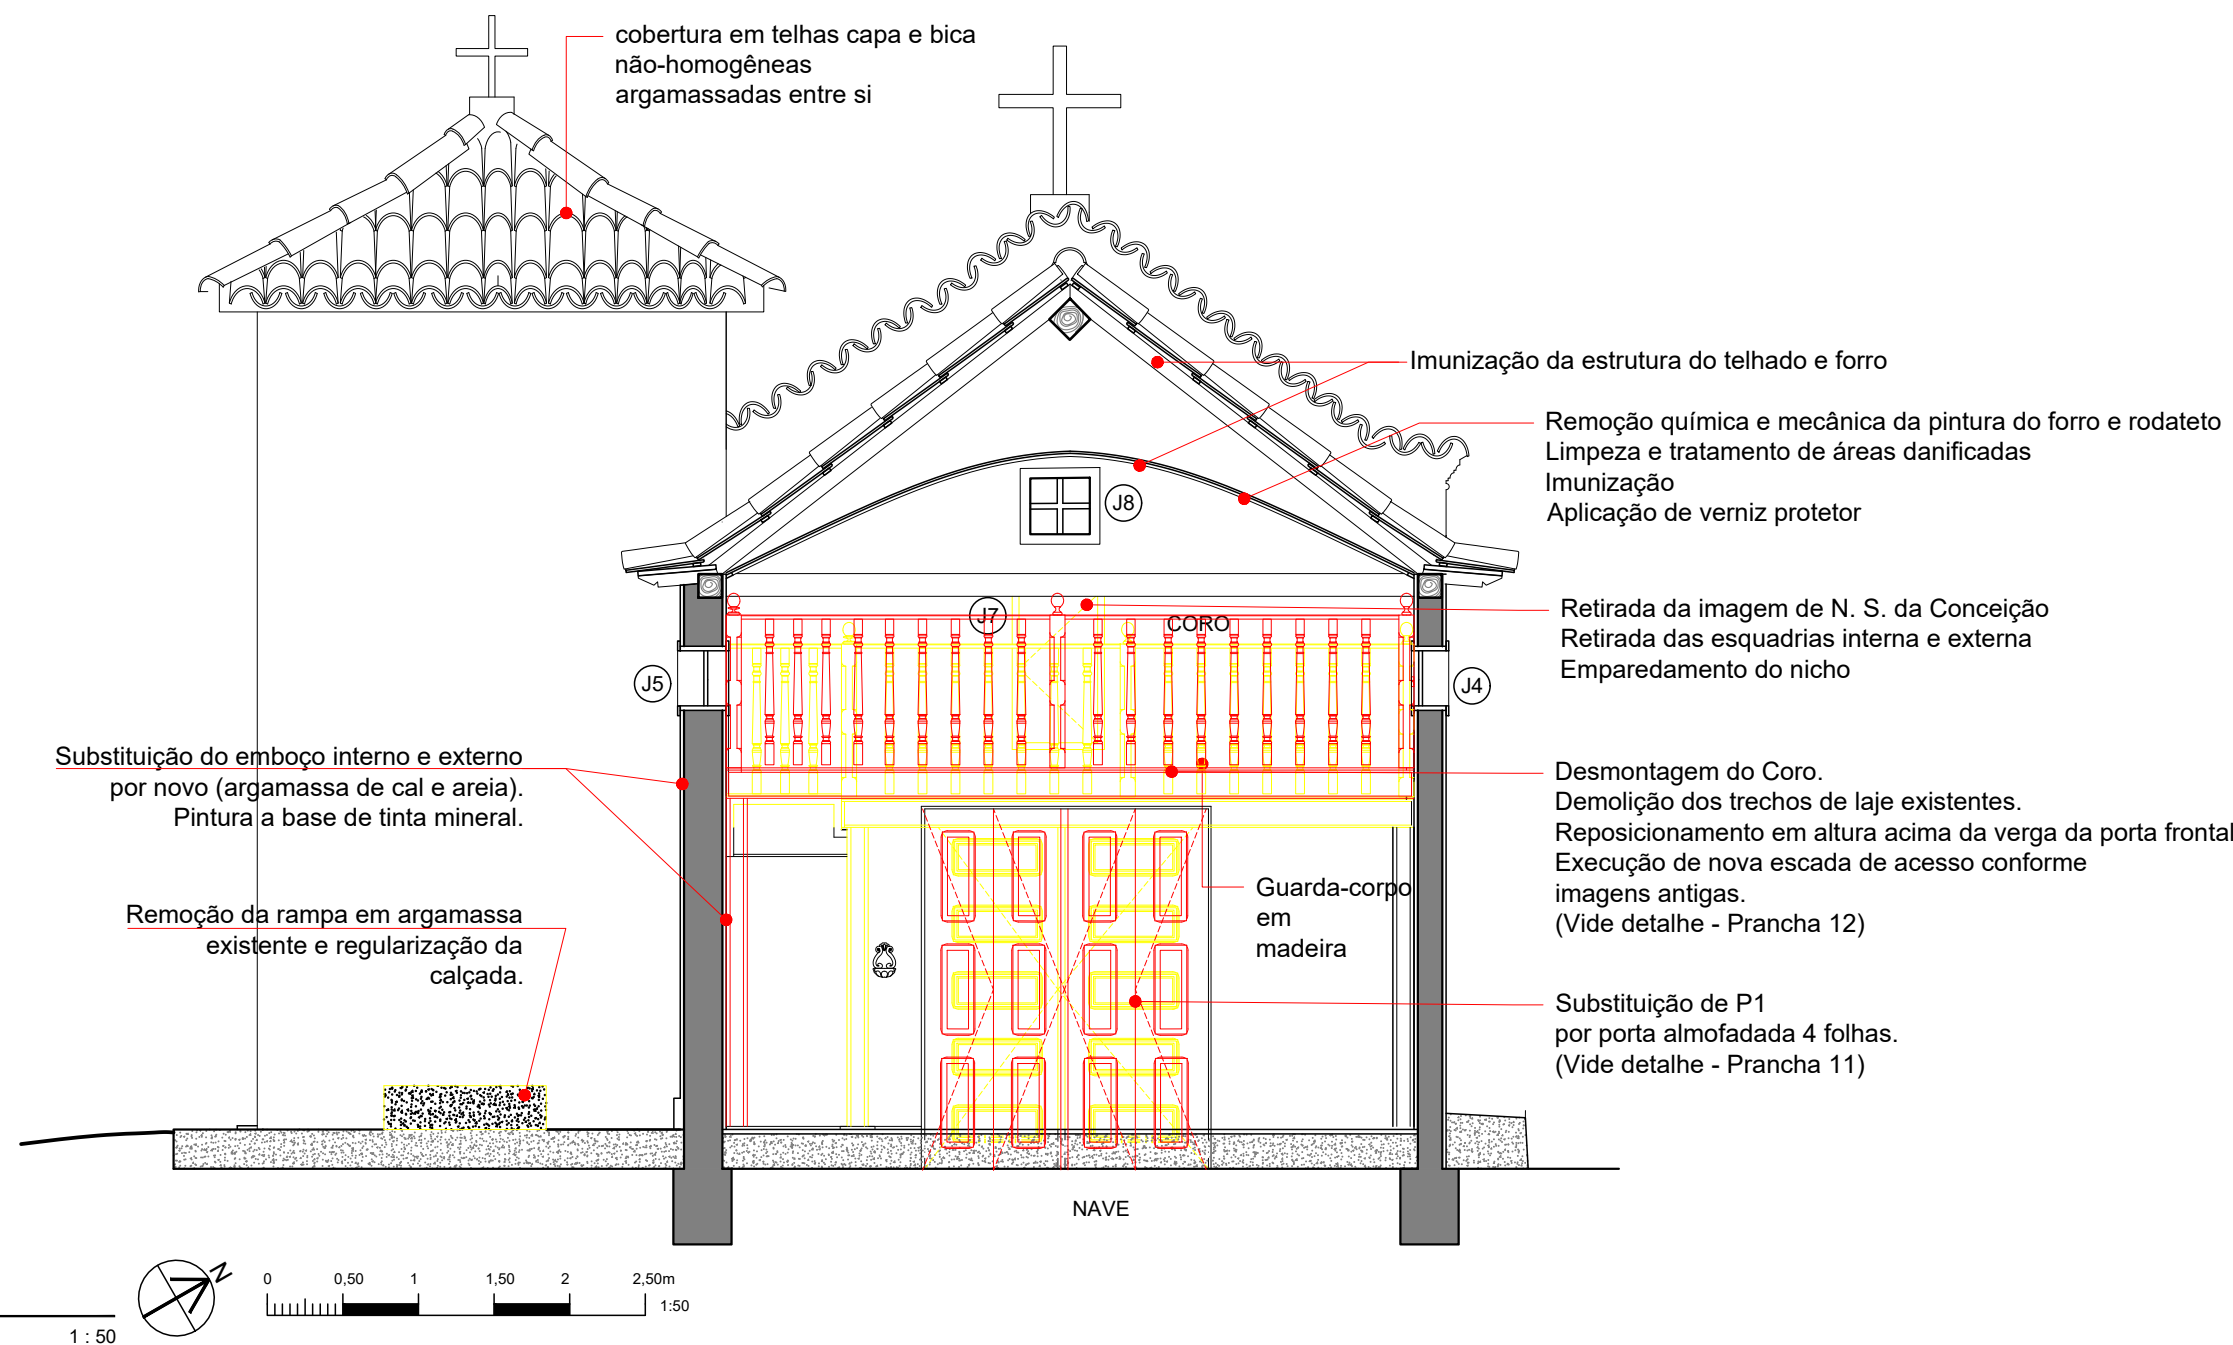 cobertura em telhas capa e bica
não-homogêneas
argamassadas entre si
Imunização da estrutura do telhado e forro
Remoção química e mecânica da pintura do forro e rodateto
Limpeza e tratamento de áreas danificadas
Imunização
Aplicação de verniz protetor
J8
Retirada da imagem de N. S. da Conceição
Retirada das esquadrias interna e externa
Emparedamento do nicho
J7
CORO
J5
J4
Substituição do emboço interno e externo
por novo (argamassa de cal e areia).
Pintura a base de tinta mineral.
Desmontagem do Coro.
Demolição dos trechos de laje existentes.
Reposicionamento em altura acima da verga da porta frontal
Execução de nova escada de acesso conforme
imagens antigas.
(Vide detalhe - Prancha 12)
Guarda-corpo
em
madeira
Remoção da rampa em argamassa
existente e regularização da
calçada.
Substituição de P1
por porta almofadada 4 folhas.
(Vide detalhe - Prancha 11)
NAVE
N
0 0,50 1 1,50 2 2,50m
1:50
1 : 50